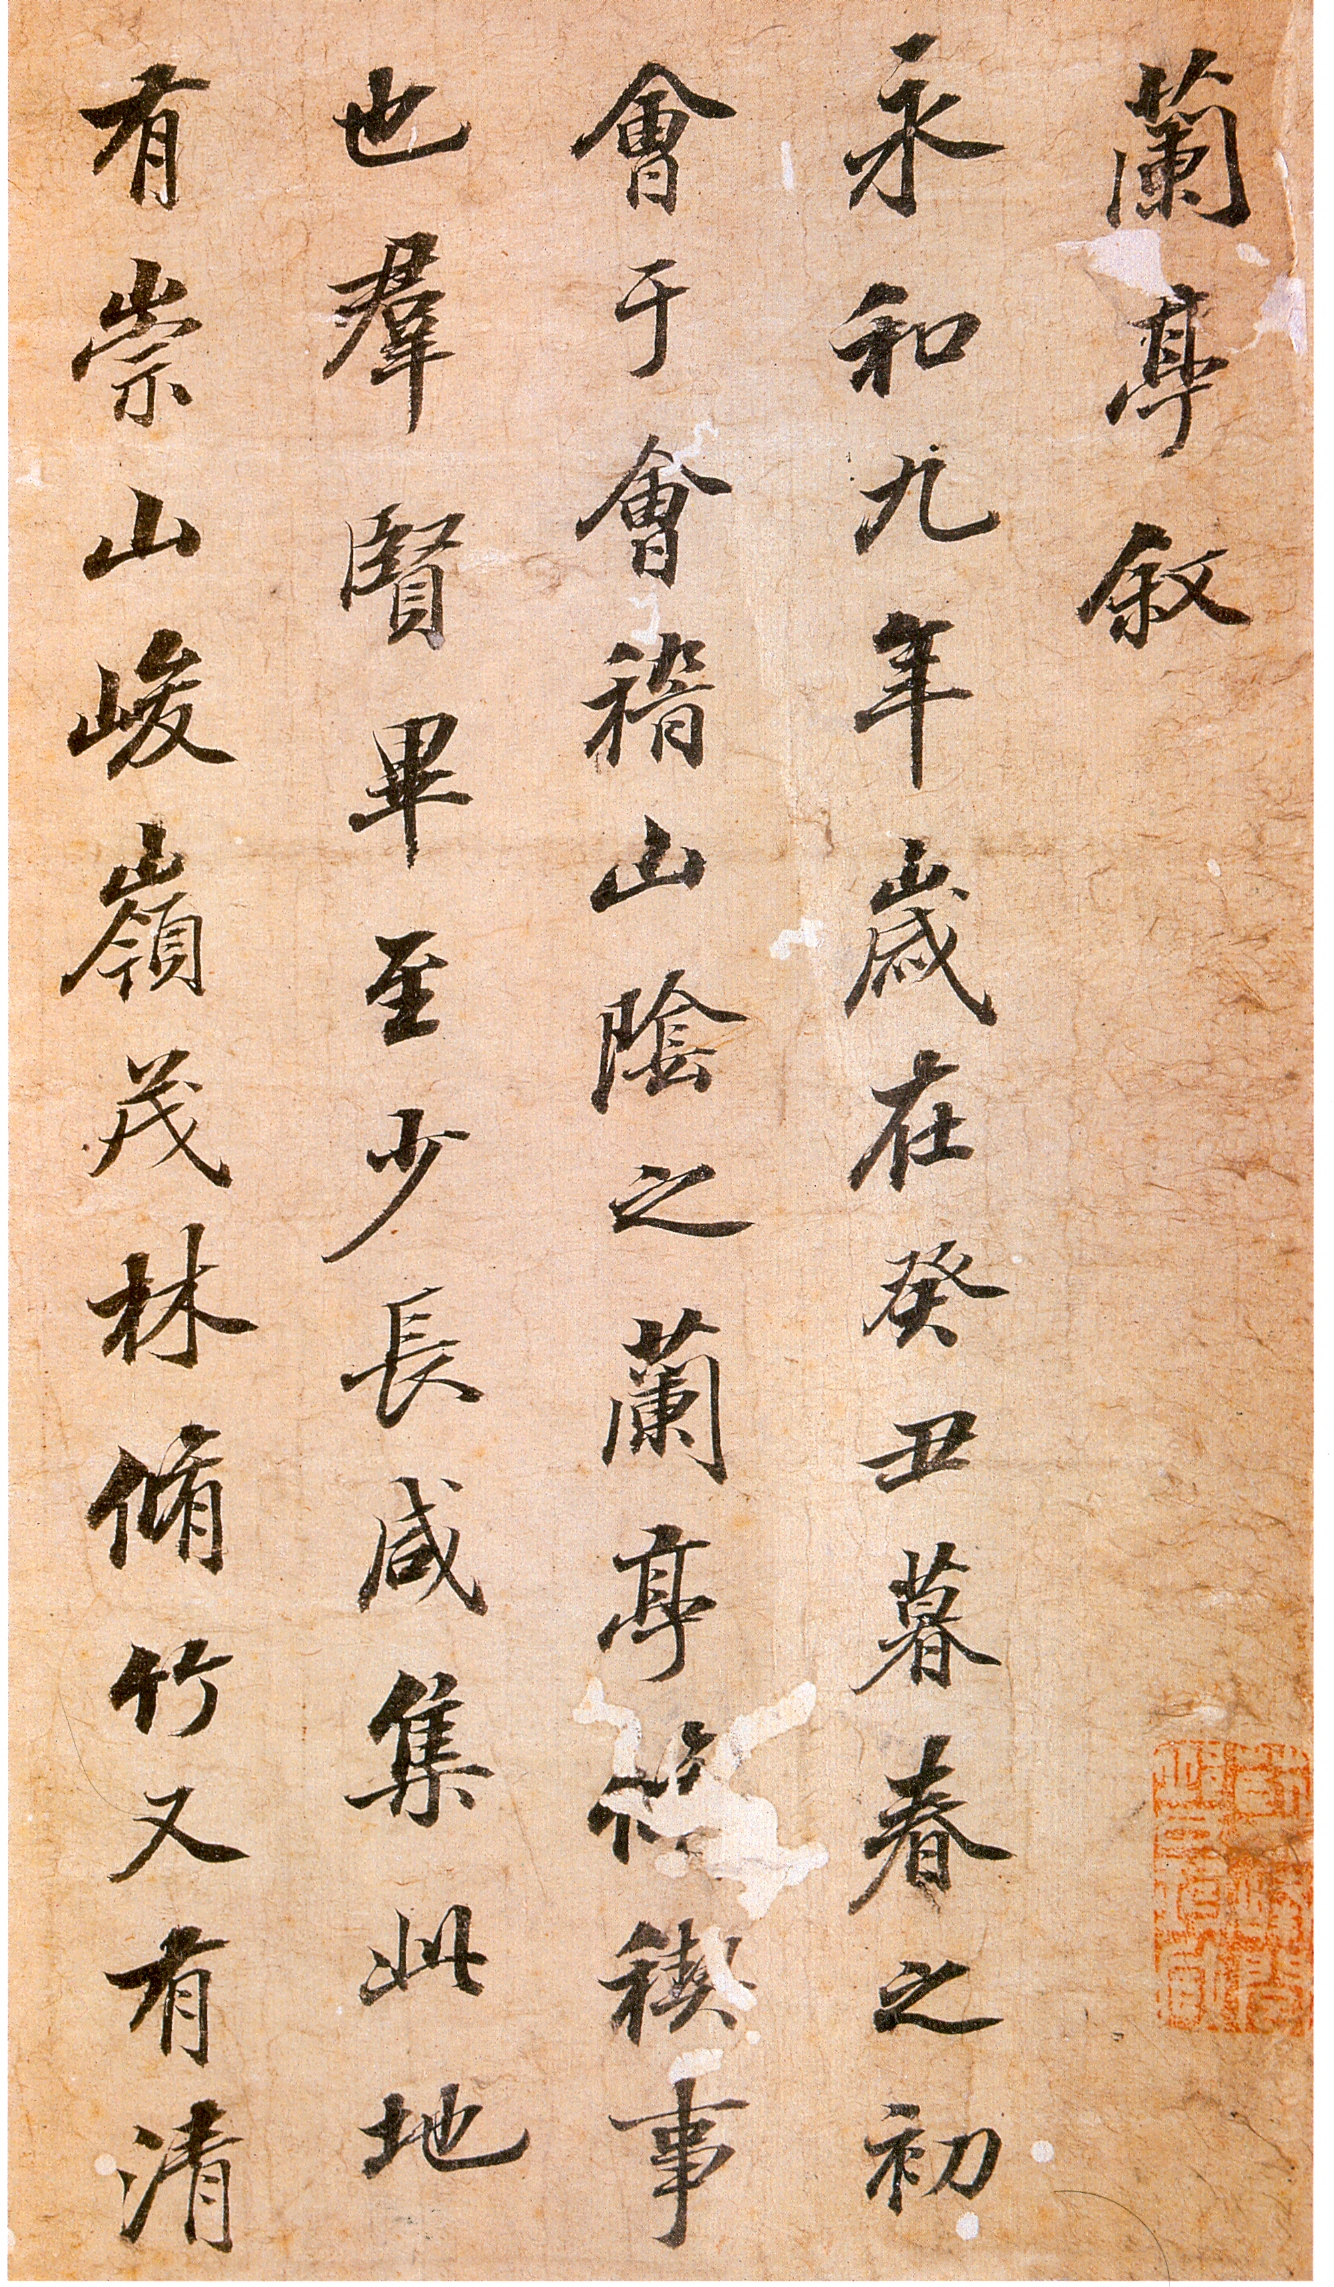 蘭亭敘
永和九年歲在癸丑暮春之初
會于會稽山陰之蘭亭脩禊事
也羣賢畢至少長咸集此地
有崇山峻嶺茂林脩竹又有清